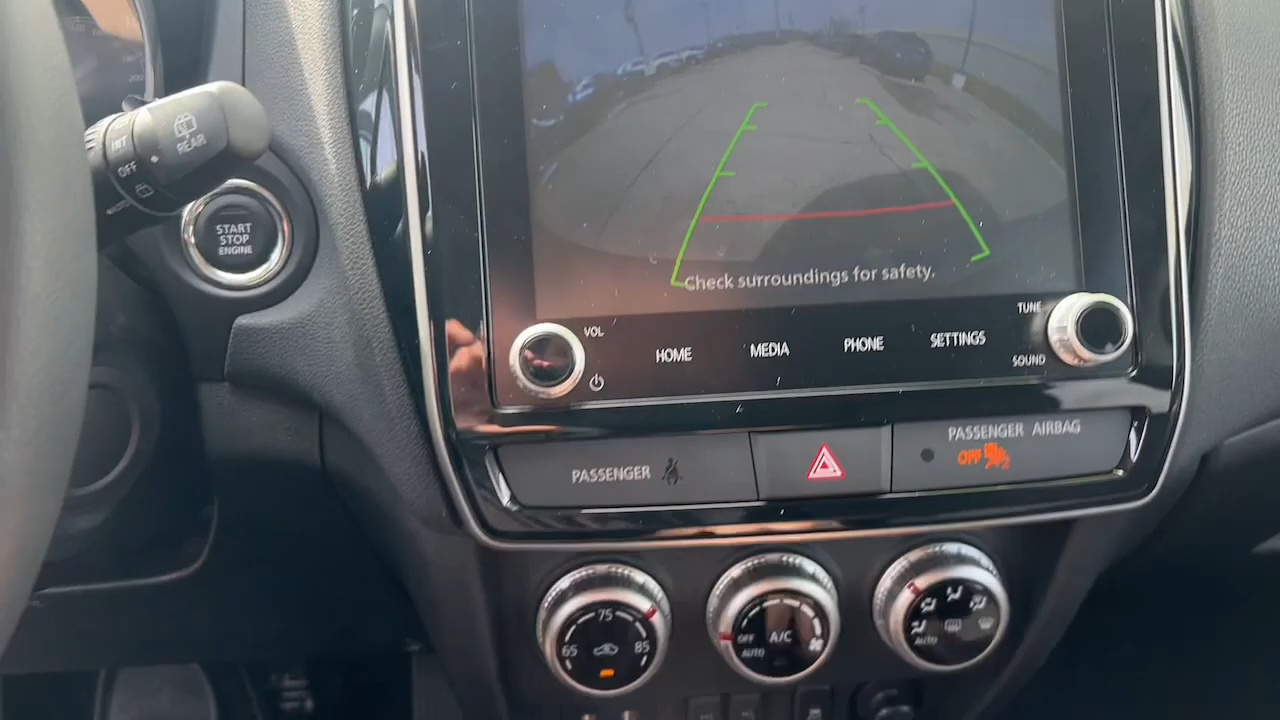 REAR
INT
OFF
AUTO
START
STOP
ENGINE
Check surroundings for safety.
VOL
HOME
MEDIA
PHONE
SETTINGS
TUNE
SOUND
PASSENGER
PASSENGER AIRBAG
OFF
75
65
85
OFF
A/C
AUTO
AUTO